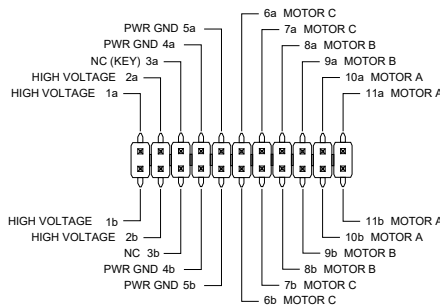 6a MOTOR C
PWR GND 5a
7a MOTOR C
PWR GND 4a
8a MOTOR B
NC (KEY) 3a
9a MOTOR B
HIGH VOLTAGE 2a
10a MOTOR A
HIGH VOLTAGE 1a
11a MOTOR A
HIGH VOLTAGE 1b
11b MOTOR A
HIGH VOLTAGE 2b
10b MOTOR A
NC 3b
9b MOTOR B
PWR GND 4b
8b MOTOR B
PWR GND 5b
7b MOTOR C
6b MOTOR C